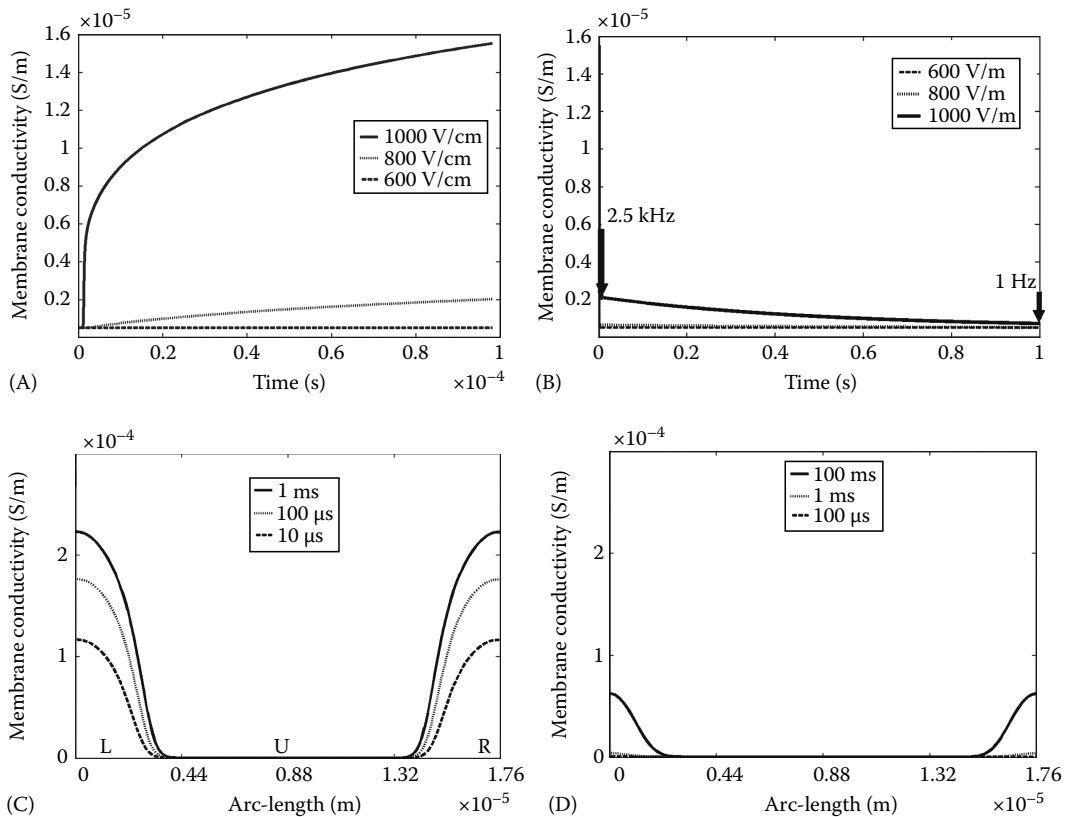 ×10⁻⁵
1.6
1.4
1.2
1
0.8
0.6
0.4
0.2
Membrane conductivity (S/m)
1000 V/cm
800 V/cm
600 V/cm
0
0.2
0.4
0.6
0.8
1
×10⁻⁴
Time (s)
(A)
×10⁻⁵
1.6
1.4
1.2
1
0.8
0.6
0.4
0.2
Membrane conductivity (S/m)
600 V/m
800 V/m
1000 V/m
2.5 kHz
1 Hz
0
0.2
0.4
0.6
0.8
1
Time (s)
(B)
×10⁻⁴
2
1
0
Membrane conductivity (S/m)
1 ms
100 µs
10 µs
L
U
R
0
0.44
0.88
1.32
1.76
×10⁻⁵
Arc-length (m)
(C)
×10⁻⁴
2
1
0
Membrane conductivity (S/m)
100 ms
1 ms
100 µs
0
0.44
0.88
1.32
1.76
×10⁻⁵
Arc-length (m)
(D)